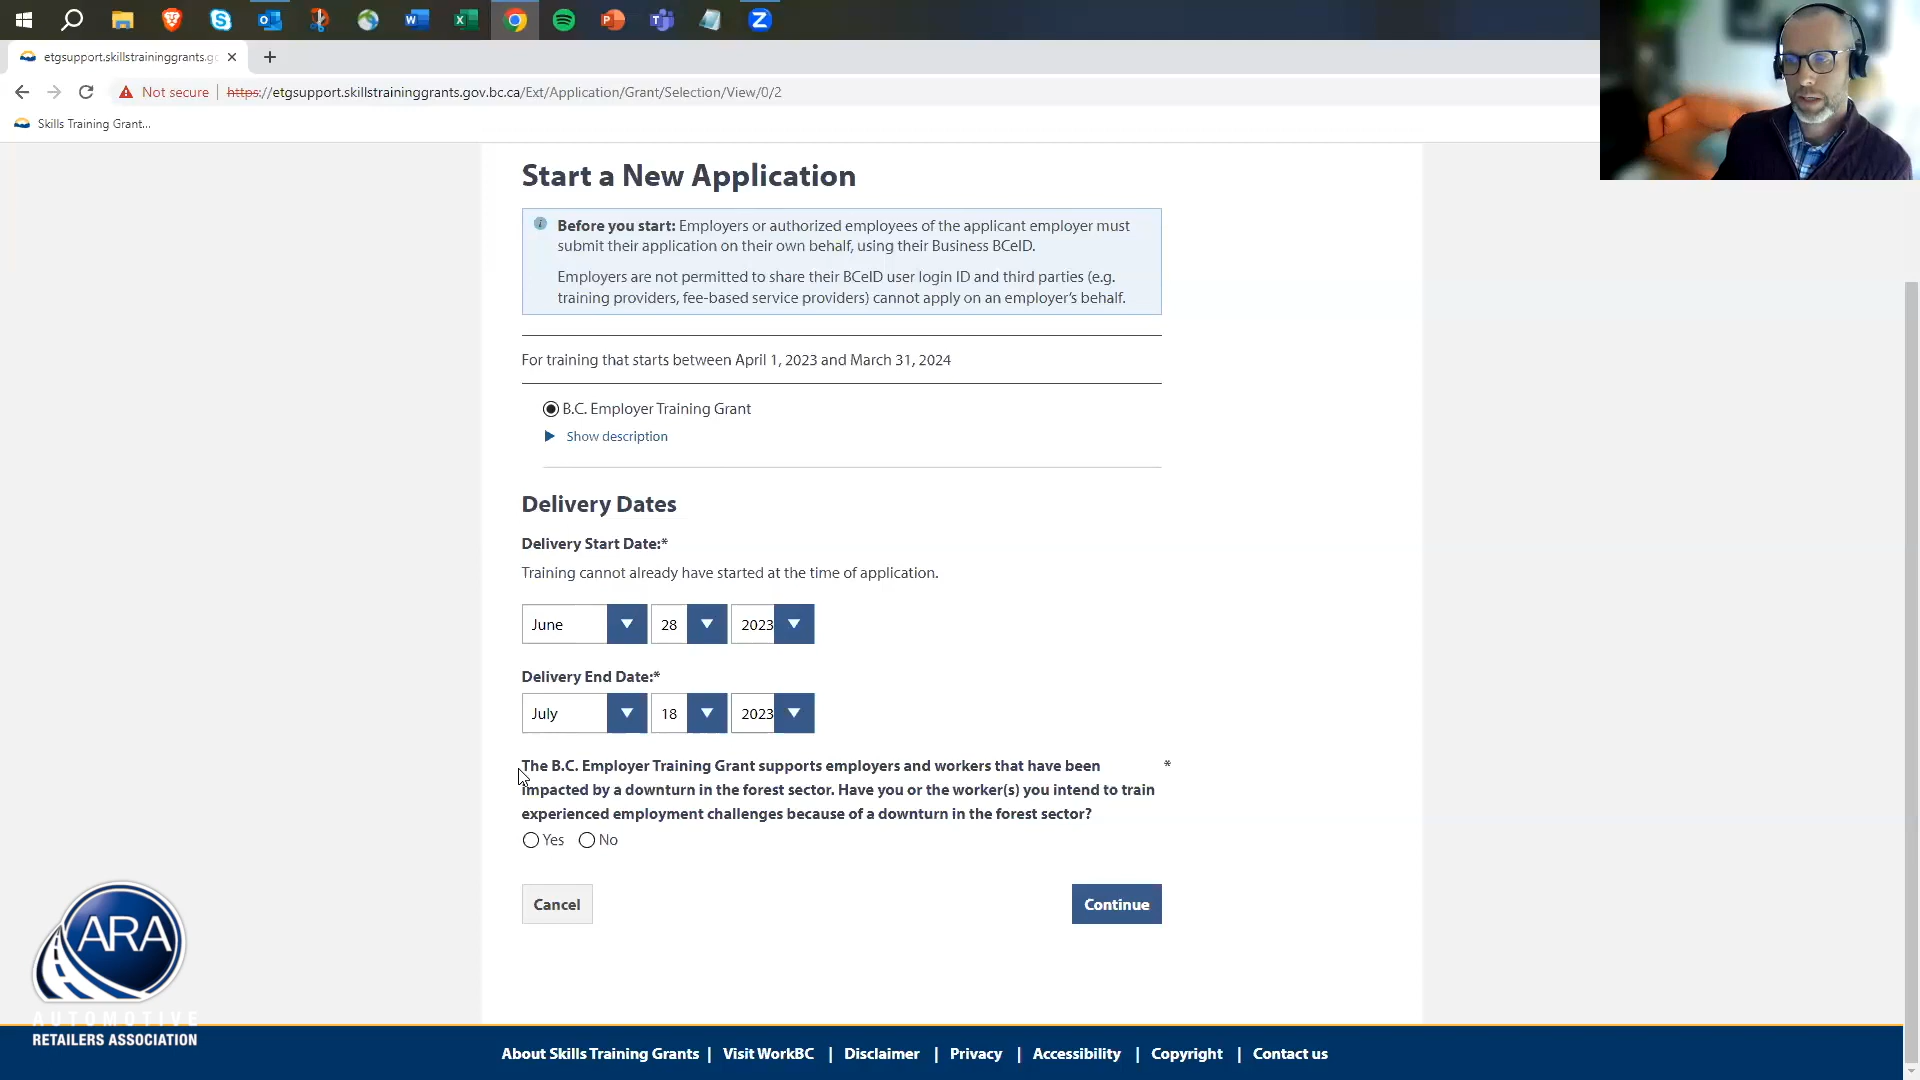 etgsupport.skillstraininggrants.gc
Not secure
https://etgsupport.skillstraininggrants.gov.bc.ca/Ext/Application/Grant/Selection/View/0/2
Skills Training Grant...
Start a New Application
Before you start: Employers or authorized employees of the applicant employer must
submit their application on their own behalf, using their Business BCeID.
Employers are not permitted to share their BCeID user login ID and third parties (e.g.
training providers, fee-based service providers) cannot apply on an employer's behalf.
For training that starts between April 1, 2023 and March 31, 2024
B.C. Employer Training Grant
Show description
Delivery Dates
Delivery Start Date:*
Training cannot already have started at the time of application.
June 28 2023
Delivery End Date:*
July 18 2023
The B.C. Employer Training Grant supports employers and workers that have been *
impacted by a downturn in the forest sector. Have you or the worker(s) you intend to train
experienced employment challenges because of a downturn in the forest sector?
Yes No
Cancel Continue
ARA
AUTOMOTIVE
RETAILERS ASSOCIATION
About Skills Training Grants | Visit WorkBC | Disclaimer | Privacy | Accessibility | Copyright | Contact us